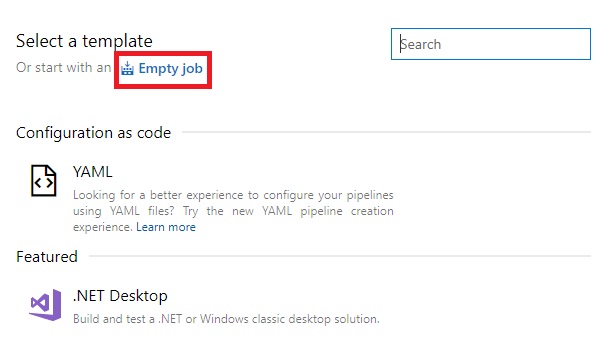 Select a template
Search
Or start with an Empty job
Configuration as code
YAML
Looking for a better experience to configure your pipelines
using YAML files? Try the new YAML pipeline creation
experience. Learn more
Featured
.NET Desktop
Build and test a .NET or Windows classic desktop solution.